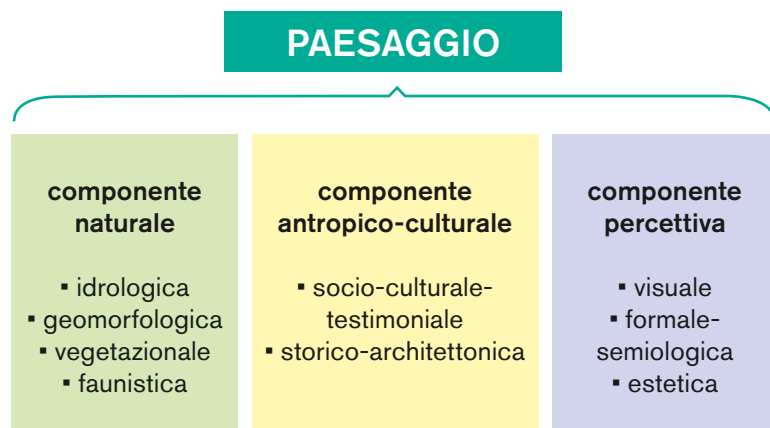 PAESAGGIO
componente
naturale
▪ idrologica
▪ geomorfologica
▪ vegetazionale
▪ faunistica
componente
antropico-culturale
▪ socio-culturale-
testimoniale
▪ storico-architettonica
componente
percettiva
▪ visuale
▪ formale-
semiologica
▪ estetica